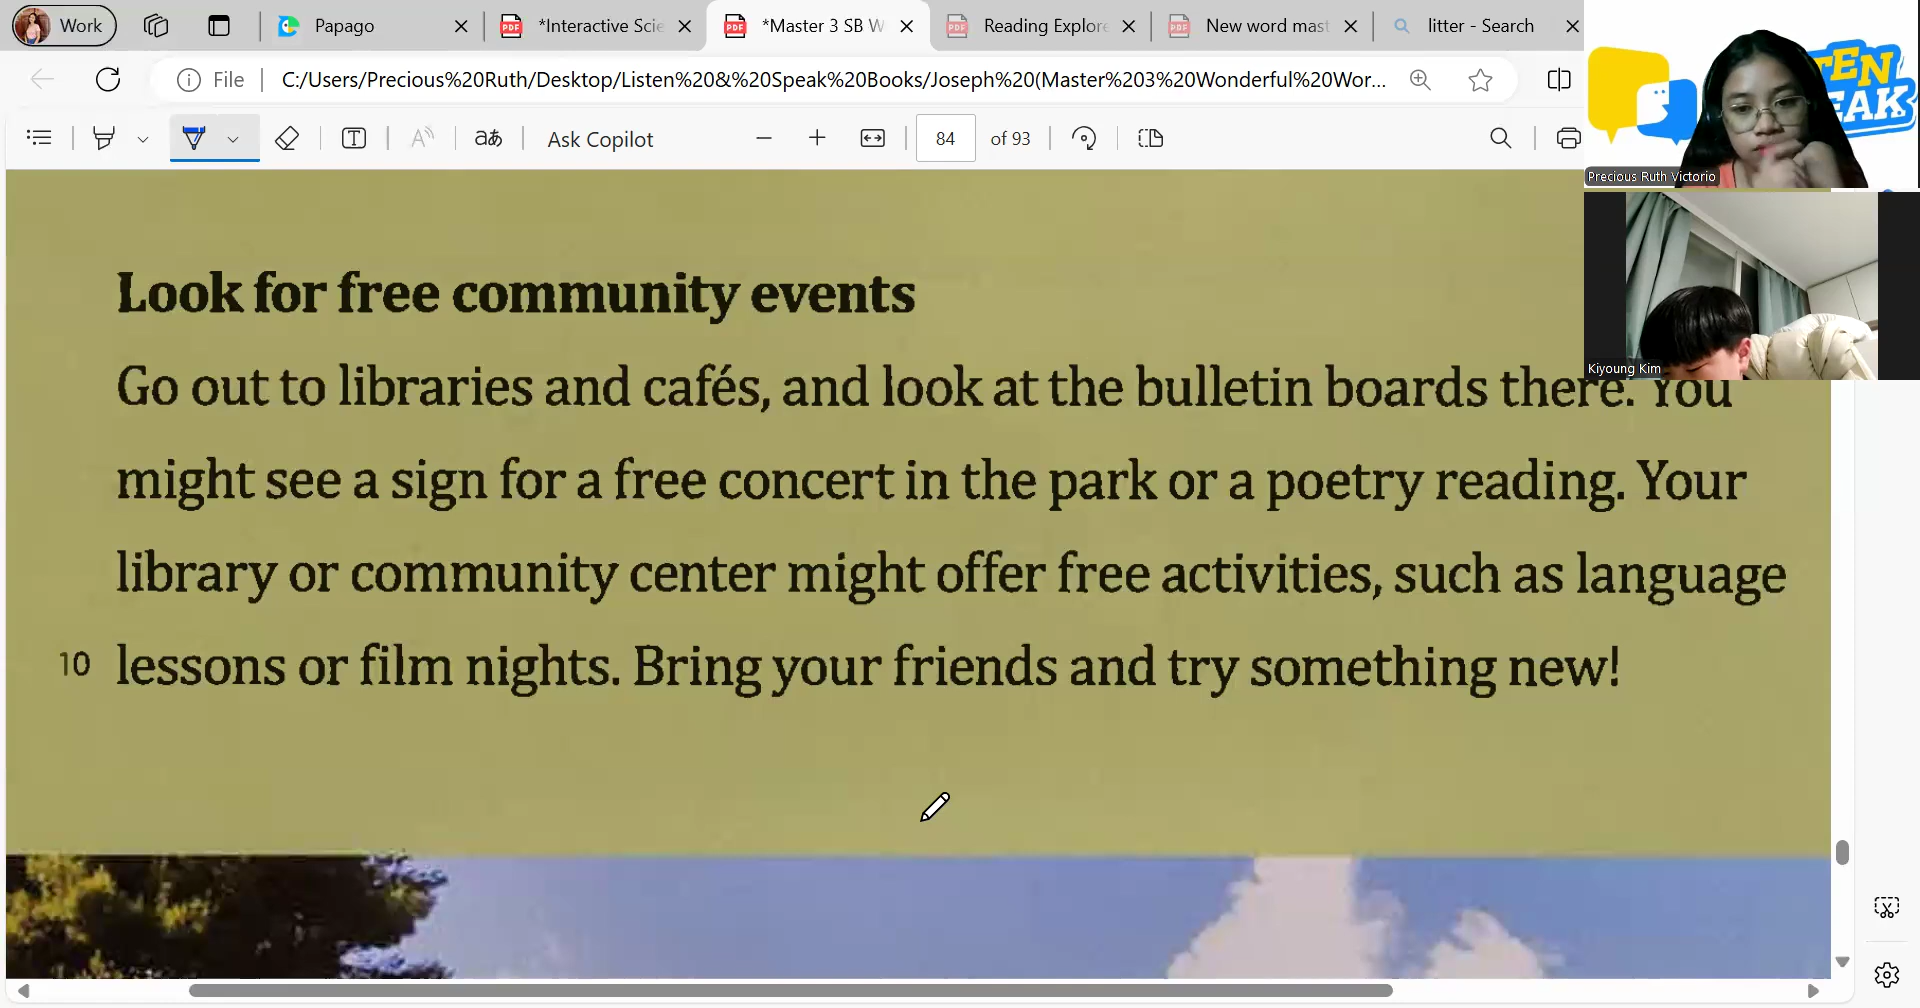 Work
Papago
*Interactive Scie
*Master 3 SB W
Reading Explore
New word mast
litter - Search
File
C:/Users/Precious%20Ruth/Desktop/Listen%20&%20Speak%20Books/Joseph%20(Master%203%20Wonderful%20Wor...
aあ
Ask Copilot
84
of 93
TEN
EAK
Precious Ruth Victorio
Kiyoung Kim
Look for free community events
Go out to libraries and cafés, and look at the bulletin boards there. You
might see a sign for a free concert in the park or a poetry reading. Your
library or community center might offer free activities, such as language
10 lessons or film nights. Bring your friends and try something new!